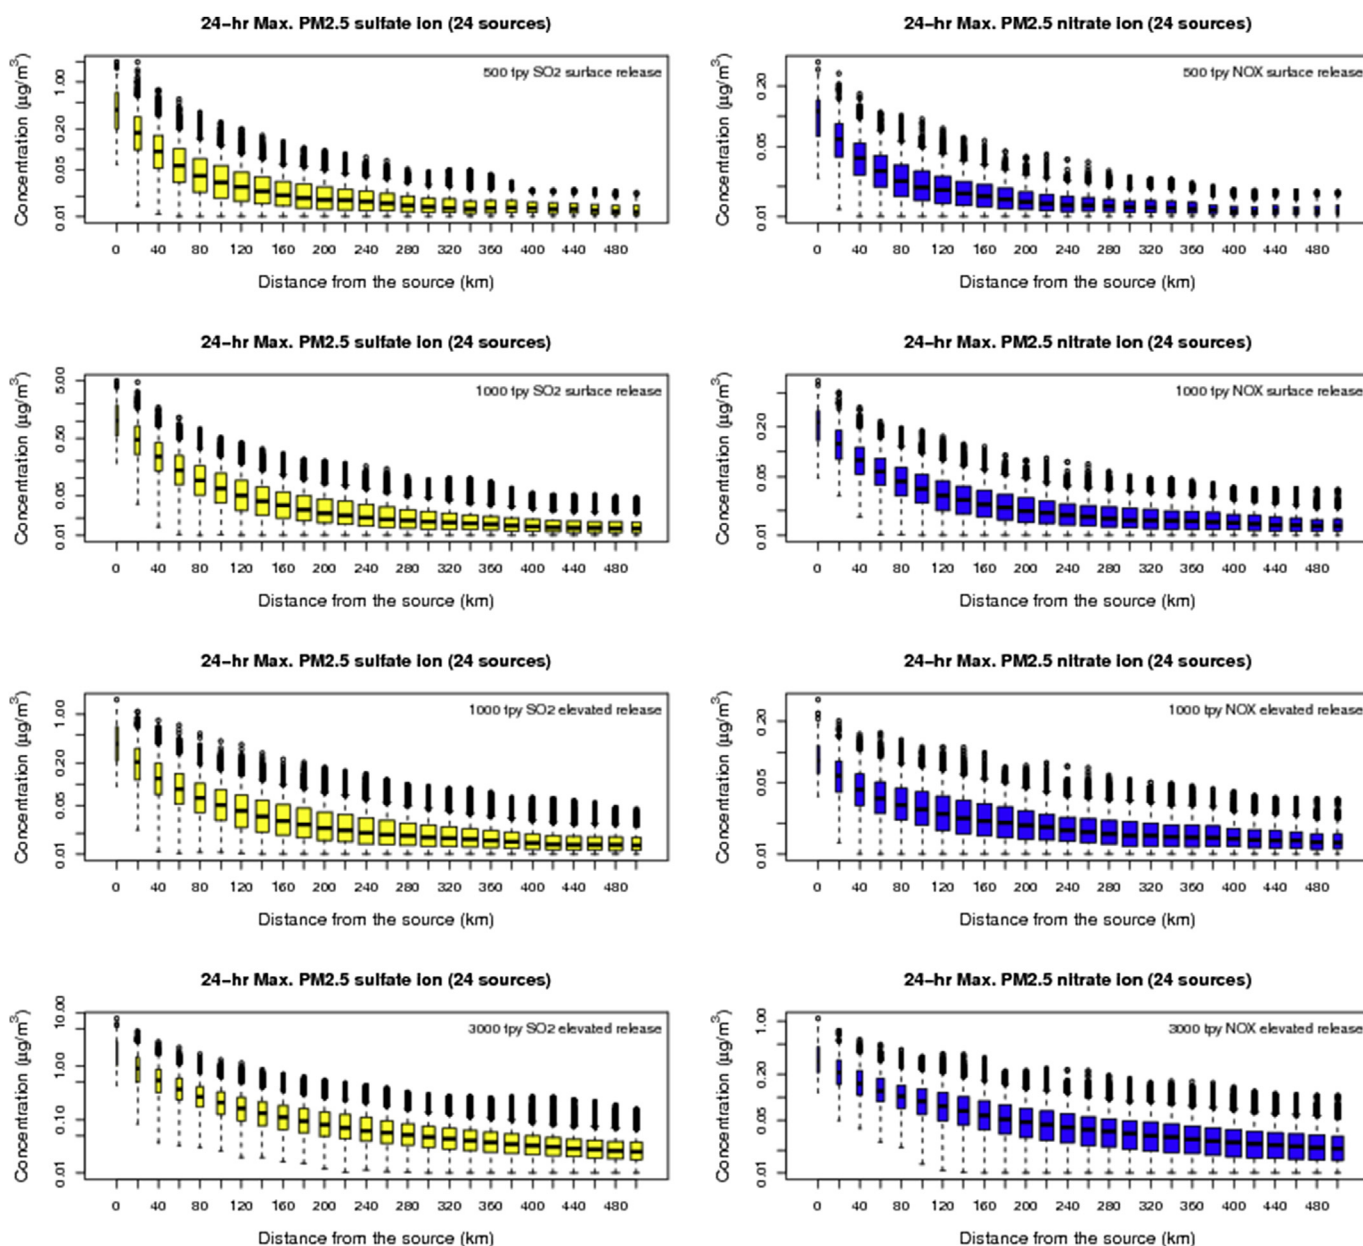 24-hr Max. PM2.5 sulfate ion (24 sources)
Concentration (µg/m³)
1.00
0.20
0.05
0.01
500 tpy SO2 surface release
0 40 80 120 160 200 240 280 320 360 400 440 480
Distance from the source (km)
24-hr Max. PM2.5 nitrate ion (24 sources)
Concentration (µg/m³)
0.20
0.05
0.01
500 tpy NOX surface release
0 40 80 120 160 200 240 280 320 360 400 440 480
Distance from the source (km)
24-hr Max. PM2.5 sulfate ion (24 sources)
Concentration (µg/m³)
5.00
0.50
0.05
0.01
1000 tpy SO2 surface release
0 40 80 120 160 200 240 280 320 360 400 440 480
Distance from the source (km)
24-hr Max. PM2.5 nitrate ion (24 sources)
Concentration (µg/m³)
0.20
0.05
0.01
1000 tpy NOX surface release
0 40 80 120 160 200 240 280 320 360 400 440 480
Distance from the source (km)
24-hr Max. PM2.5 sulfate ion (24 sources)
Concentration (µg/m³)
1.00
0.20
0.05
0.01
1000 tpy SO2 elevated release
0 40 80 120 160 200 240 280 320 360 400 440 480
Distance from the source (km)
24-hr Max. PM2.5 nitrate ion (24 sources)
Concentration (µg/m³)
0.20
0.05
0.01
1000 tpy NOX elevated release
0 40 80 120 160 200 240 280 320 360 400 440 480
Distance from the source (km)
24-hr Max. PM2.5 sulfate ion (24 sources)
Concentration (µg/m³)
10.00
1.00
0.10
0.01
3000 tpy SO2 elevated release
0 40 80 120 160 200 240 280 320 360 400 440 480
Distance from the source (km)
24-hr Max. PM2.5 nitrate ion (24 sources)
Concentration (µg/m³)
1.00
0.20
0.05
0.01
3000 tpy NOX elevated release
0 40 80 120 160 200 240 280 320 360 400 440 480
Distance from the source (km)